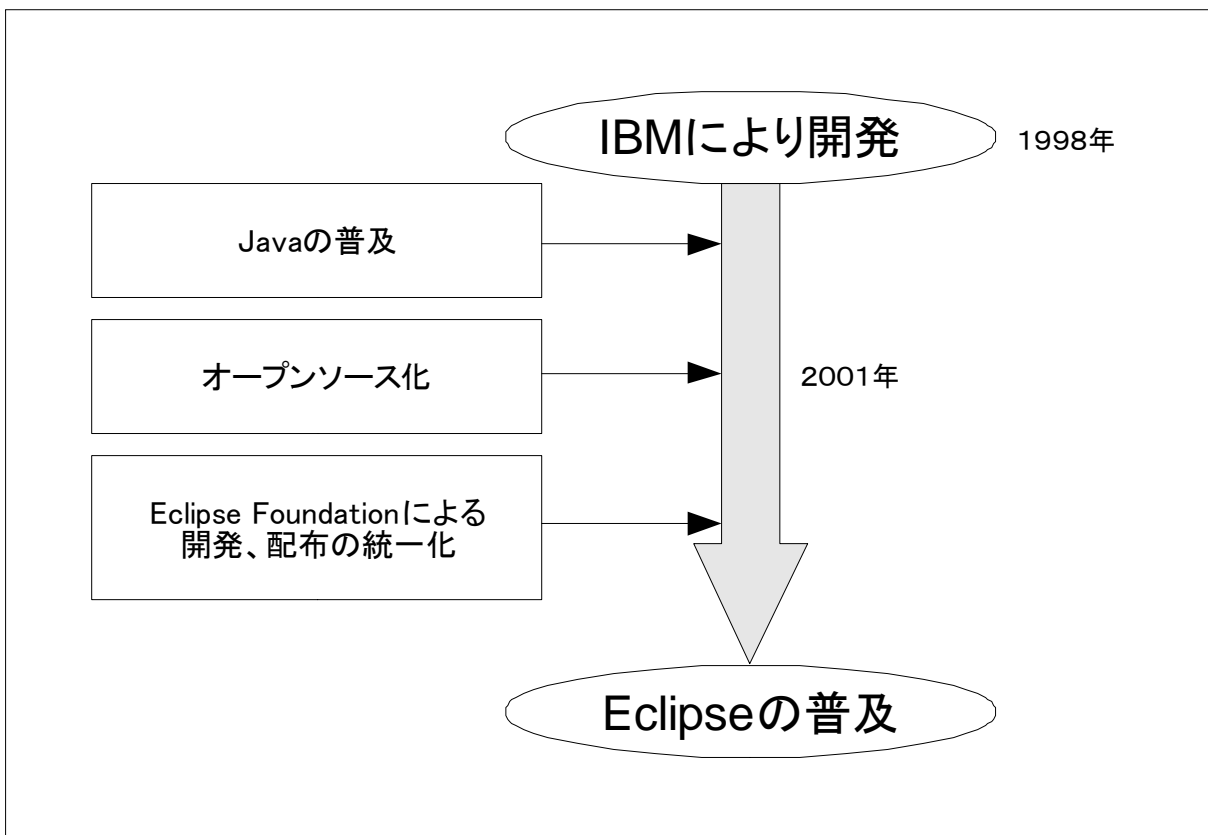 IBMにより開発
1998年
Javaの普及
オープンソース化
2001年
Eclipse Foundationによる
開発、配布の統一化
Eclipseの普及